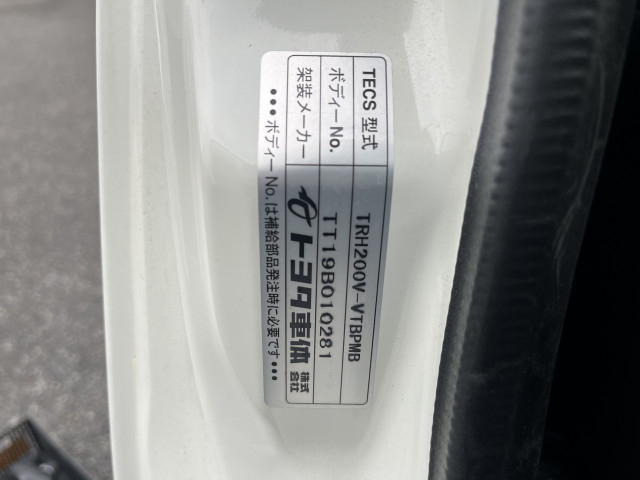 TECS 型式 TRH200V-VTBPMB
ボディーNo. TT19B010281
架装メーカー トヨタ車体 株式会社
•••ボディーNo.は補給部品発注時に必要です•••